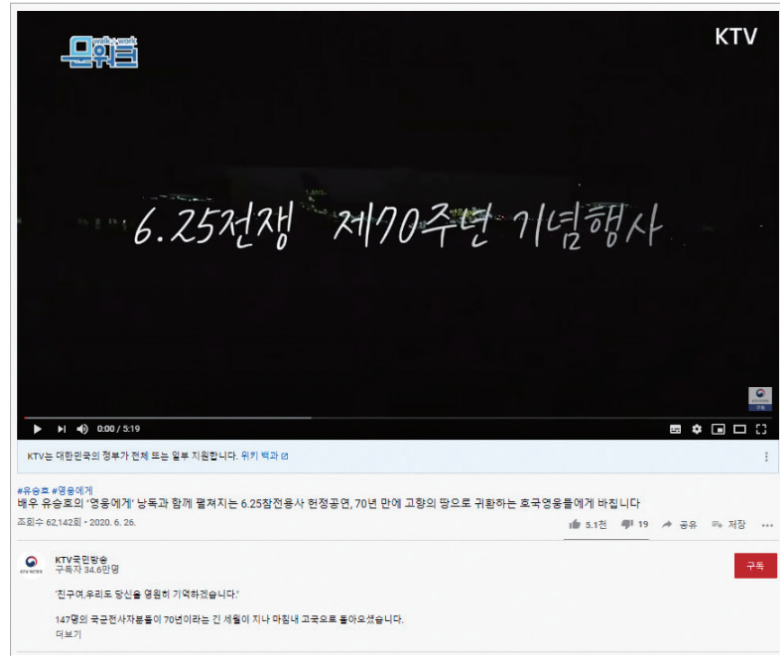 walk & work
문워크
KTV
6.25전쟁 제70주년 기념행사
구독
0:00 / 5:19
KTV는 대한민국의 정부가 전체 또는 일부 지원합니다. 위키 백과
#유승호 #영웅에게
배우 유승호의 '영웅에게' 낭독과 함께 펼쳐지는 6.25참전용사 헌정공연, 70년 만에 고향의 땅으로 귀환하는 호국영웅들에게 바칩니다
조회수 62,142회 • 2020. 6. 26.
5.1천 19 공유 저장 ...
KTV국민방송
구독자 34.6만명
구독
'친구여,우리도 당신을 영원히 기억하겠습니다.'
147명의 국군전사자분들이 70년이라는 긴 세월이 지나 마침내 고국으로 돌아오셨습니다.
더보기